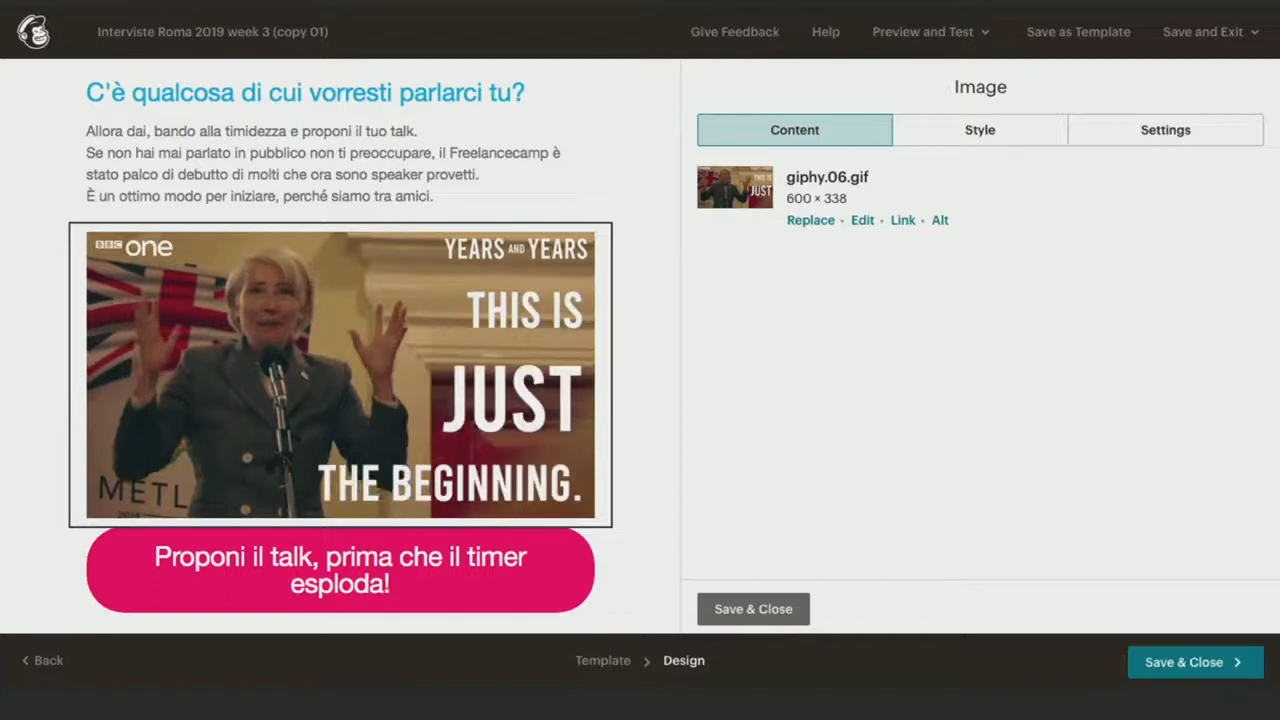 Interviste Roma 2019 week 3 (copy 01)
Give Feedback
Help
Preview and Test
Save as Template
Save and Exit
C'è qualcosa di cui vorresti parlarci tu?
Allora dai, bando alla timidezza e proponi il tuo talk.
Se non hai mai parlato in pubblico non ti preoccupare, il Freelancecamp è
stato palco di debutto di molti che ora sono speaker provetti.
È un ottimo modo per iniziare, perché siamo tra amici.
BBC one
YEARS AND YEARS
THIS IS
JUST
THE BEGINNING.
METL
Proponi il talk, prima che il timer
esploda!
Image
Content
Style
Settings
THIS IS
JUST
giphy.06.gif
600 × 338
Replace · Edit · Link · Alt
Save & Close
Back
Template
Design
Save & Close